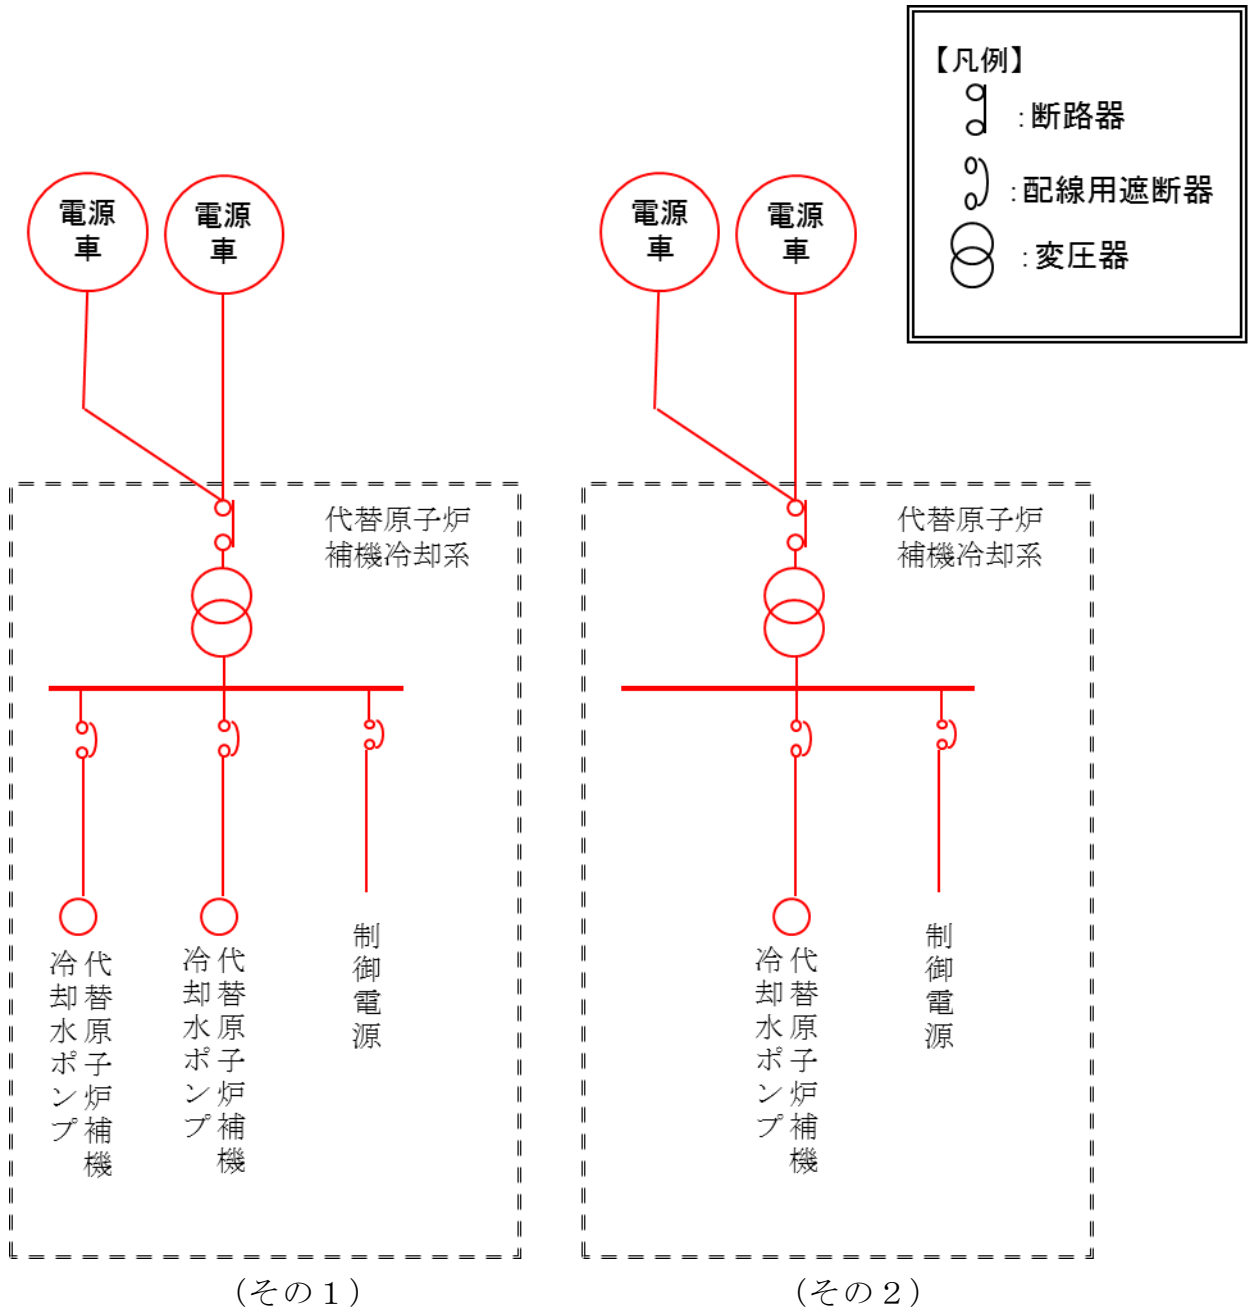 【凡例】
:断路器
:配線用遮断器
:変圧器
電源
車
電源
車
電源
車
電源
車
代替原子炉
補機冷却系
代替原子炉
補機冷却系
代替原子炉補機
冷却水ポンプ
代替原子炉補機
冷却水ポンプ
制御電源
代替原子炉補機
冷却水ポンプ
制御電源
(その1)
(その2)